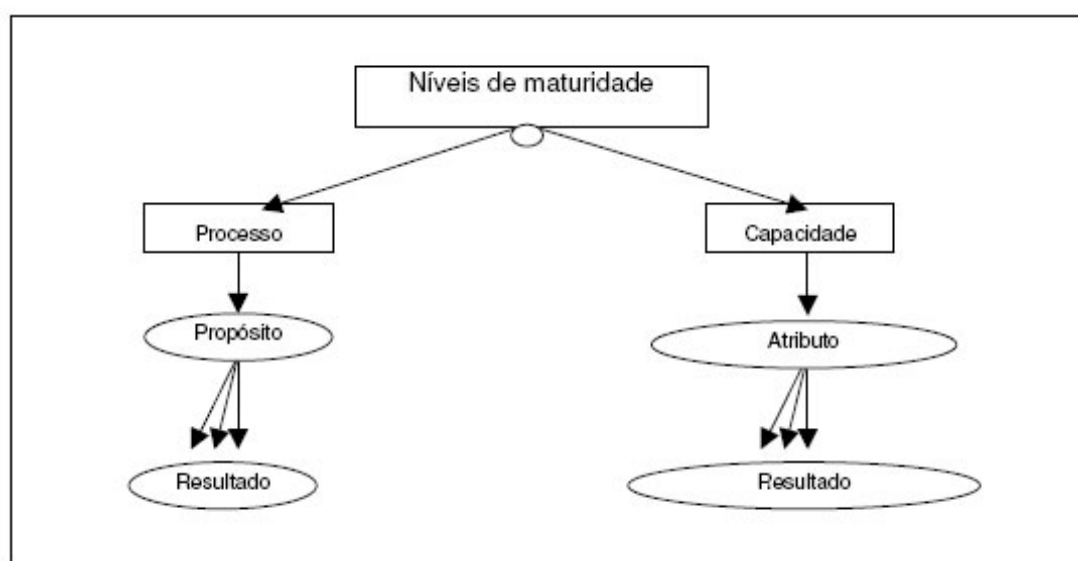 Níveis de maturidade
Processo
Capacidade
Propósito
Atributo
Resultado
Resultado